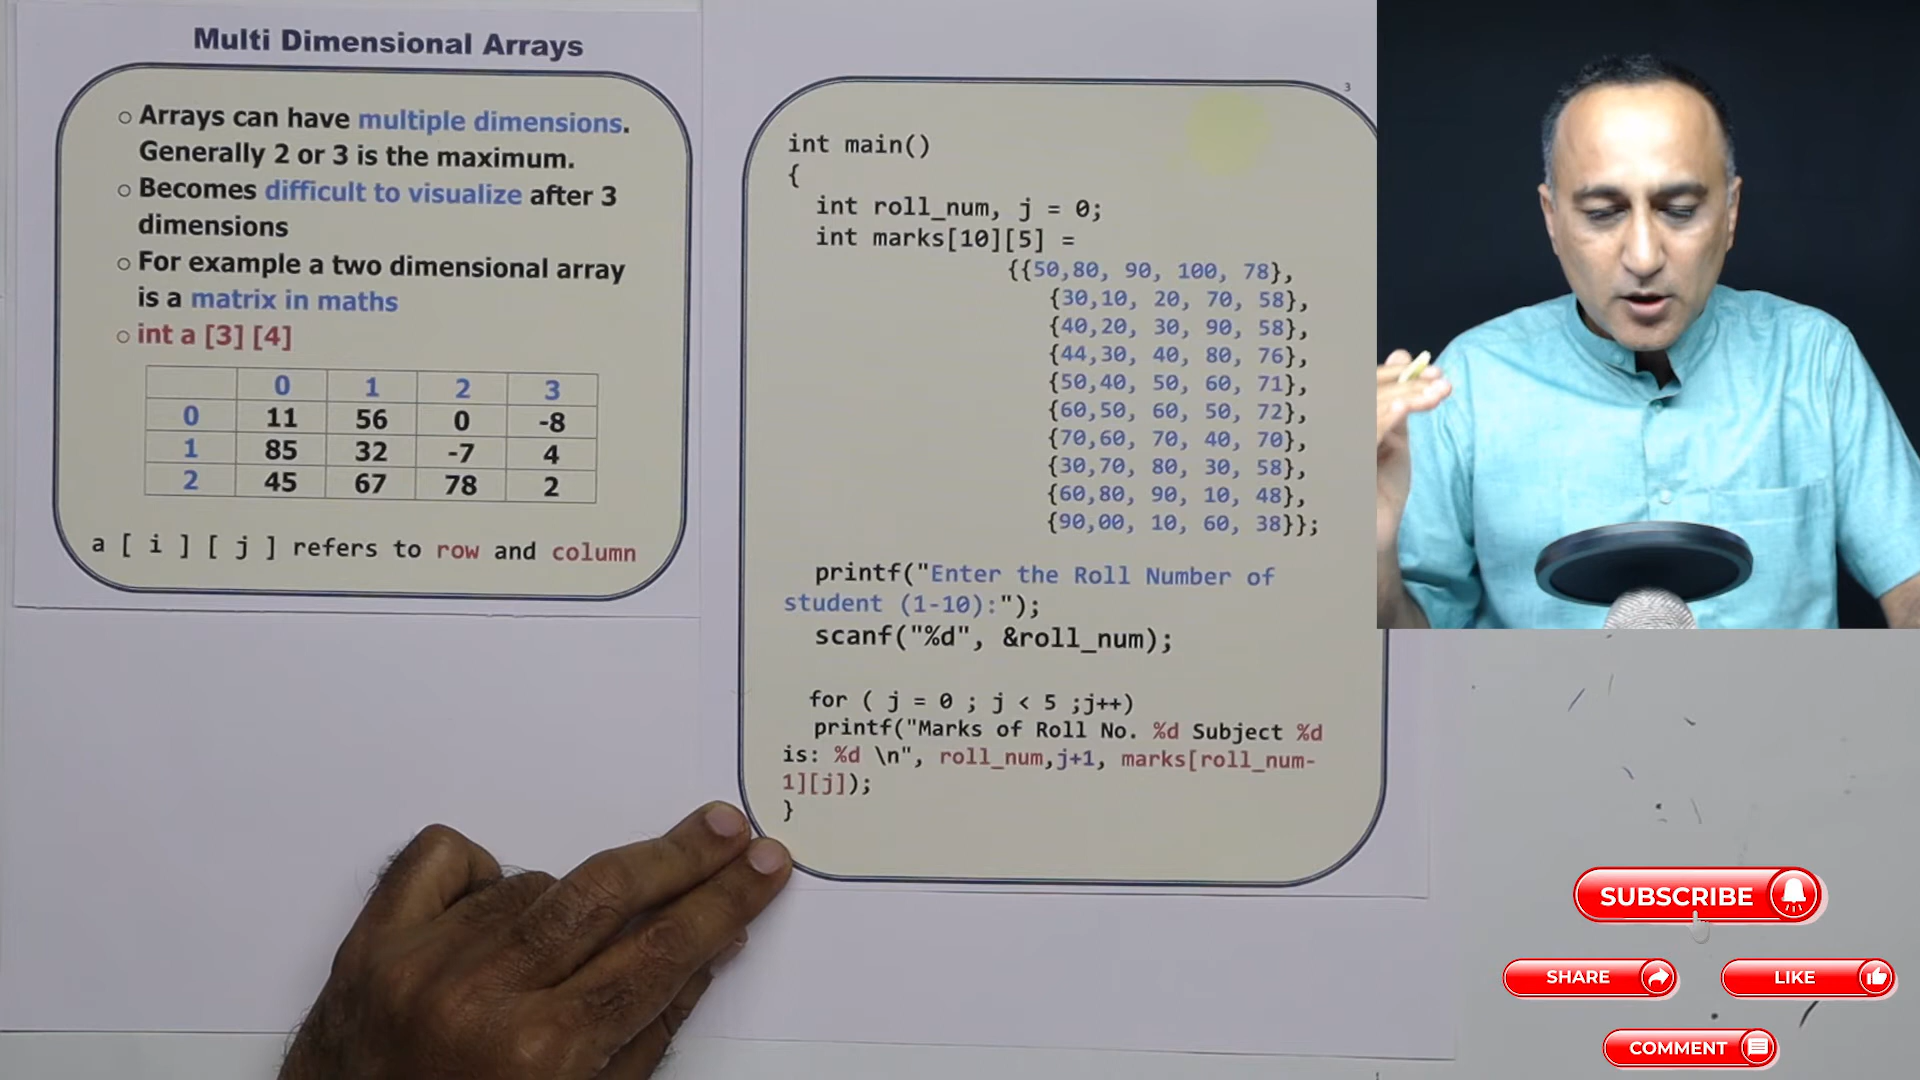 Multi Dimensional Arrays
○ Arrays can have multiple dimensions.
Generally 2 or 3 is the maximum.
○ Becomes difficult to visualize after 3
dimensions
○ For example a two dimensional array
is a matrix in maths
○ int a [3] [4]
0 1 2 3
0 11 56 0 -8
1 85 32 -7 4
2 45 67 78 2
a [ i ] [ j ] refers to row and column
3
int main()
{
int roll_num, j = 0;
int marks[10][5] =
{{50,80, 90, 100, 78},
{30,10, 20, 70, 58},
{40,20, 30, 90, 58},
{44,30, 40, 80, 76},
{50,40, 50, 60, 71},
{60,50, 60, 50, 72},
{70,60, 70, 40, 70},
{30,70, 80, 30, 58},
{60,80, 90, 10, 48},
{90,00, 10, 60, 38}};
printf("Enter the Roll Number of
student (1-10):");
scanf("%d", &roll_num);
for ( j = 0 ; j < 5 ;j++)
printf("Marks of Roll No. %d Subject %d
is: %d \n", roll_num,j+1, marks[roll_num-
1][j]);
}
SUBSCRIBE
SHARE
LIKE
COMMENT